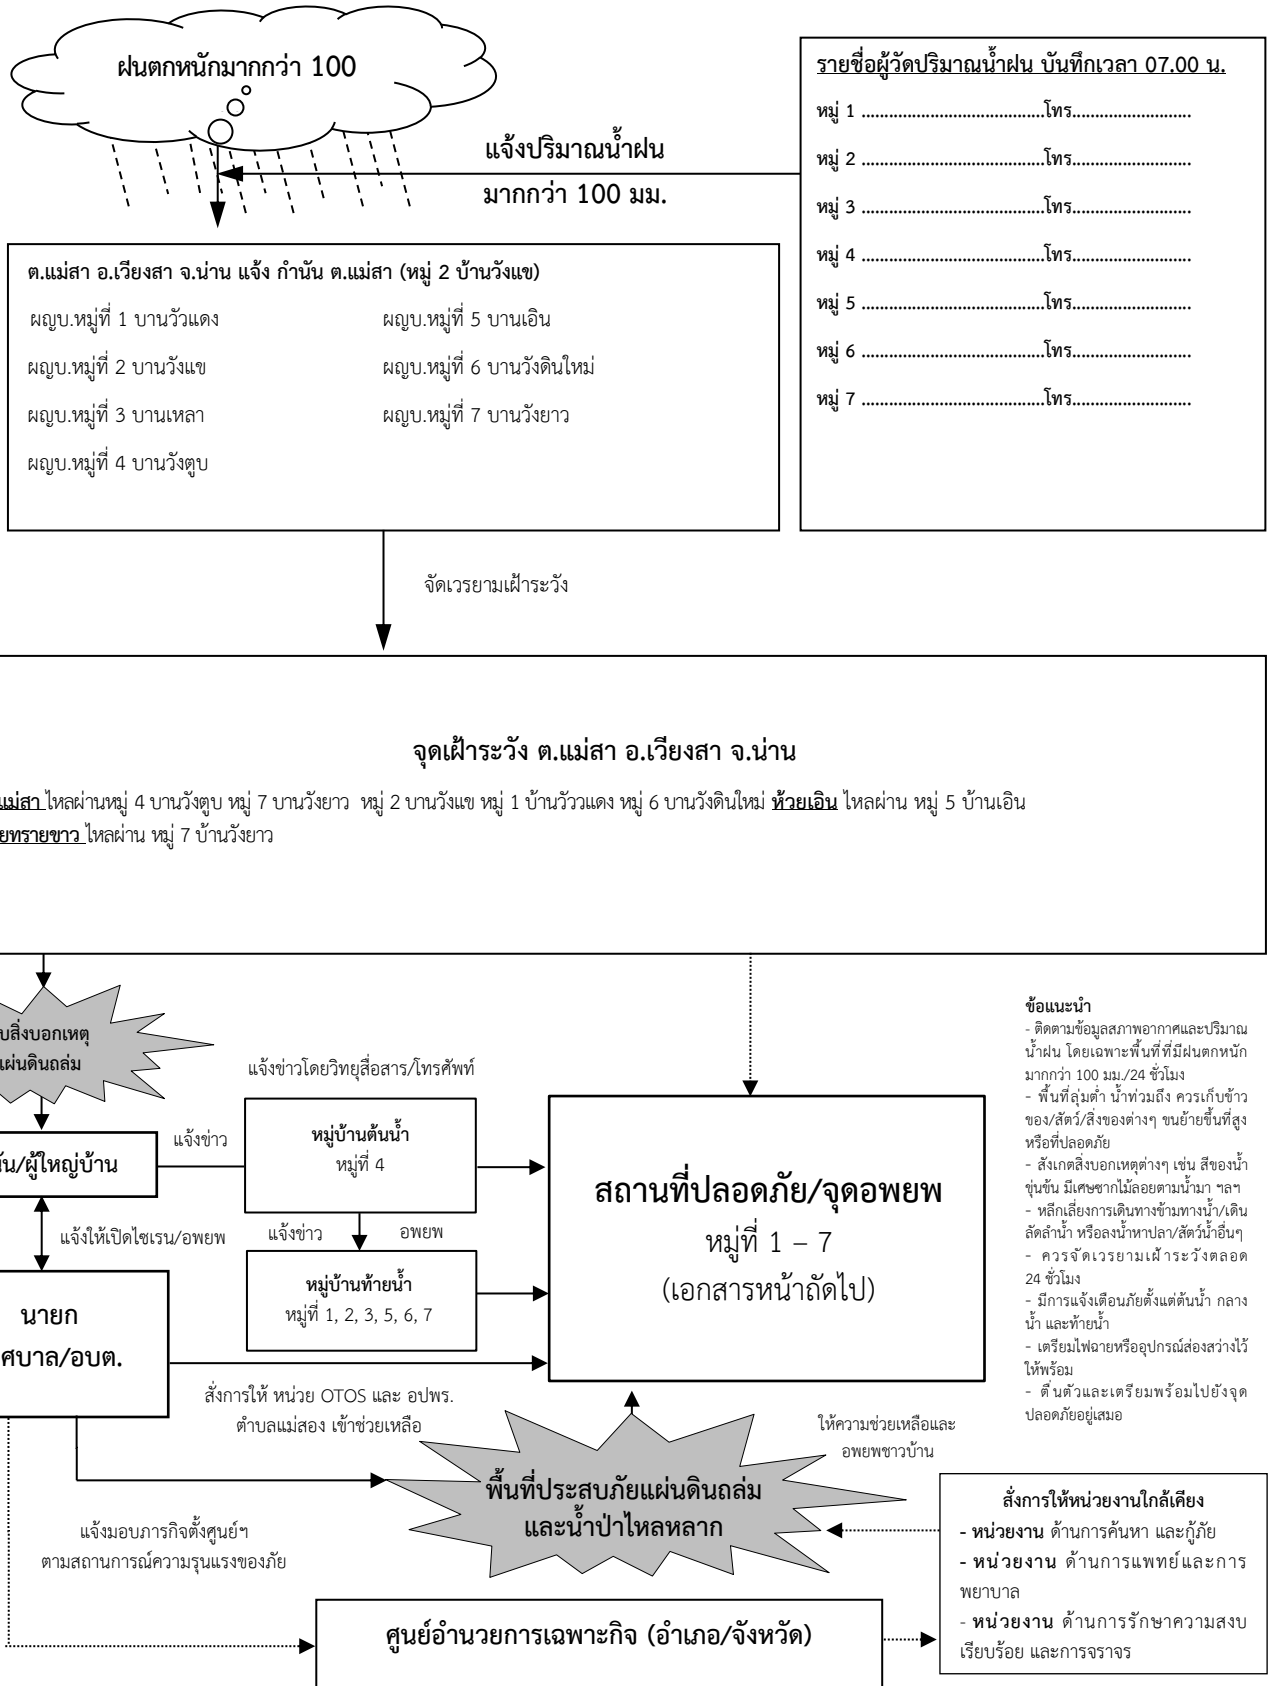 ฝนตกหนักมากกว่า 100
รายชื่อผู้วัดปริมาณน้ำฝน บันทึกเวลา 07.00 น.
หมู่ 1 ........................................โทร..........................
หมู่ 2 ........................................โทร..........................
หมู่ 3 ........................................โทร..........................
หมู่ 4 ........................................โทร..........................
หมู่ 5 ........................................โทร..........................
หมู่ 6 ........................................โทร..........................
หมู่ 7 ........................................โทร..........................
แจ้งปริมาณน้ำฝน
มากกว่า 100 มม.
ต.แม่สา อ.เวียงสา จ.น่าน แจ้ง กำนัน ต.แม่สา (หมู่ 2 บ้านวังแข)
ผญบ.หมู่ที่ 1 บานวัวแดง
ผญบ.หมู่ที่ 2 บานวังแข
ผญบ.หมู่ที่ 3 บานเหลา
ผญบ.หมู่ที่ 4 บานวังตูบ
ผญบ.หมู่ที่ 5 บานเอิน
ผญบ.หมู่ที่ 6 บานวังดินใหม่
ผญบ.หมู่ที่ 7 บานวังยาว
จัดเวรยามเฝ้าระวัง
จุดเฝ้าระวัง ต.แม่สา อ.เวียงสา จ.น่าน
แม่สา ไหลผ่านหมู่ 4 บานวังตูบ หมู่ 7 บานวังยาว หมู่ 2 บานวังแข หมู่ 1 บ้านวัววแดง หมู่ 6 บานวังดินใหม่ ห้วยเอิน ไหลผ่าน หมู่ 5 บ้านเอิน
ยทรายขาว ไหลผ่าน หมู่ 7 บ้านวังยาว
บสิ่งบอกเหตุ
แผ่นดินถล่ม
แจ้งข่าวโดยวิทยุสื่อสาร/โทรศัพท์
นัน/ผู้ใหญ่บ้าน
แจ้งข่าว
หมู่บ้านต้นน้ำ
หมู่ที่ 4
แจ้งให้เปิดไซเรน/อพยพ
แจ้งข่าว
อพยพ
หมู่บ้านท้ายน้ำ
หมู่ที่ 1, 2, 3, 5, 6, 7
นายก
ศบาล/อบต.
สั่งการให้ หน่วย OTOS และ อปพร.
ตำบลแม่สอง เข้าช่วยเหลือ
สถานที่ปลอดภัย/จุดอพยพ
หมู่ที่ 1 – 7
(เอกสารหน้าถัดไป)
ข้อแนะนำ
- ติดตามข้อมูลสภาพอากาศและปริมาณ
น้ำฝน โดยเฉพาะพื้นที่ที่มีฝนตกหนัก
มากกว่า 100 มม./24 ชั่วโมง
- พื้นที่ลุ่มต่ำ น้ำท่วมถึง ควรเก็บข้าว
ของ/สัตว์/สิ่งของต่างๆ ขนย้ายขึ้นที่สูง
หรือที่ปลอดภัย
- สังเกตสิ่งบอกเหตุต่างๆ เช่น สีของน้ำ
ขุ่นข้น มีเศษซากไม้ลอยตามน้ำมา ฯลฯ
- หลีกเลี่ยงการเดินทางข้ามทางน้ำ/เดิน
ลัดลำน้ำ หรือลงน้ำหาปลา/สัตว์น้ำอื่นๆ
- ควรจัดเวรยามเฝ้าระวังตลอด
24 ชั่วโมง
- มีการแจ้งเตือนภัยตั้งแต่ต้นน้ำ กลาง
น้ำ และท้ายน้ำ
- เตรียมไฟฉายหรืออุปกรณ์ส่องสว่างไว้
ให้พร้อม
- ตื่นตัวและเตรียมพร้อมไปยังจุด
ปลอดภัยอยู่เสมอ
ให้ความช่วยเหลือและ
อพยพชาวบ้าน
พื้นที่ประสบภัยแผ่นดินถล่ม
และน้ำป่าไหลหลาก
แจ้งมอบภารกิจตั้งศูนย์ฯ
ตามสถานการณ์ความรุนแรงของภัย
สั่งการให้หน่วยงานใกล้เคียง
- หน่วยงาน ด้านการค้นหา และกู้ภัย
- หน่วยงาน ด้านการแพทย์และการ
พยาบาล
- หน่วยงาน ด้านการรักษาความสงบ
เรียบร้อย และการจราจร
ศูนย์อำนวยการเฉพาะกิจ (อำเภอ/จังหวัด)